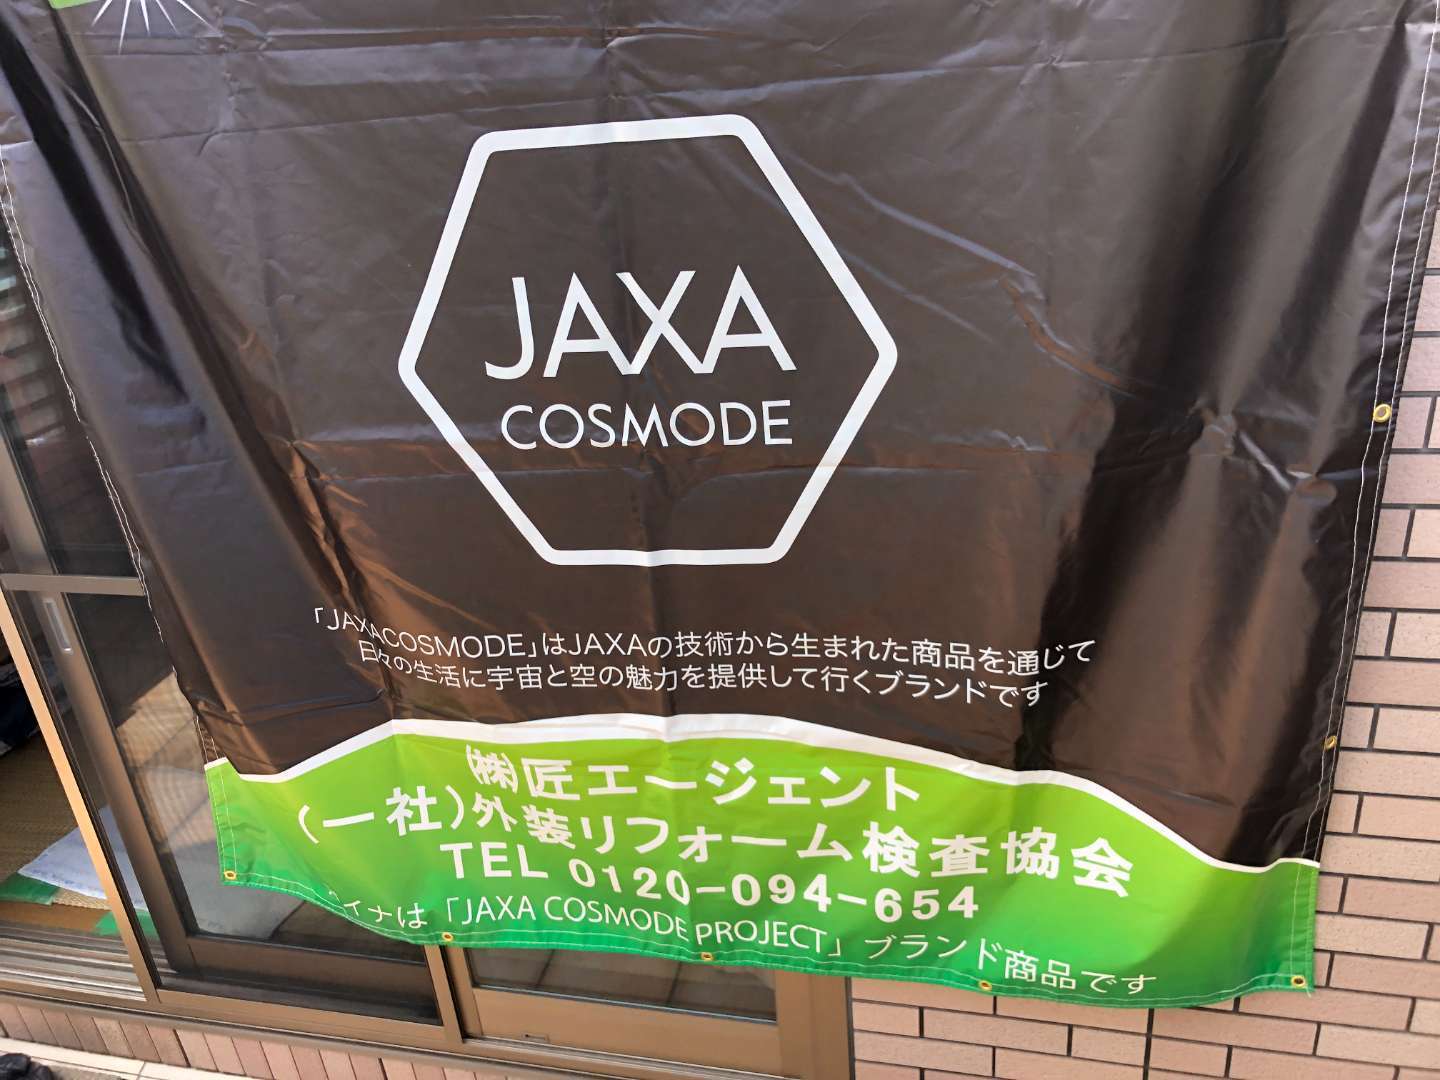 JAXA
COSMODE
「JAXACOSMODE」はJAXAの技術から生まれた商品を通じて
日々の生活に宇宙と空の魅力を提供して行くブランドです
㈱匠エージェント
(一社)外装リフォーム検査協会
TEL 0120-094-654
イナは「JAXA COSMODE PROJECT」ブランド商品です